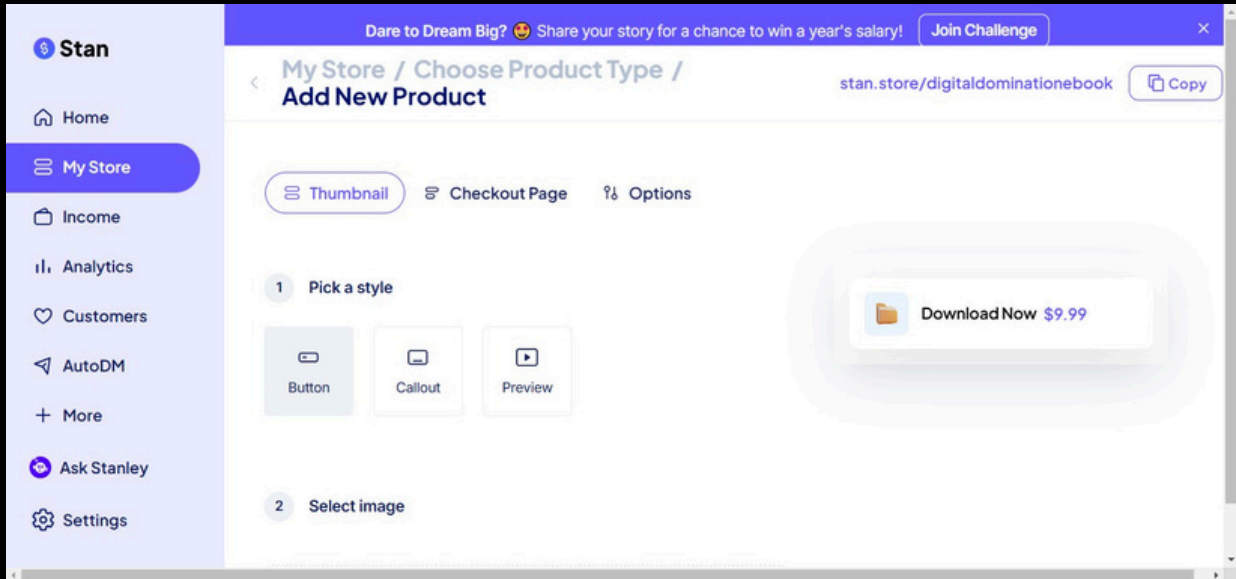 Stan
Dare to Dream Big? 🤩 Share your story for a chance to win a year's salary! Join Challenge
My Store / Choose Product Type /
Add New Product
stan.store/digitaldominationebook
Copy
Home
My Store
Income
Analytics
Customers
AutoDM
More
Ask Stanley
Settings
Thumbnail
Checkout Page
Options
1 Pick a style
Button
Callout
Preview
Download Now $9.99
2 Select image